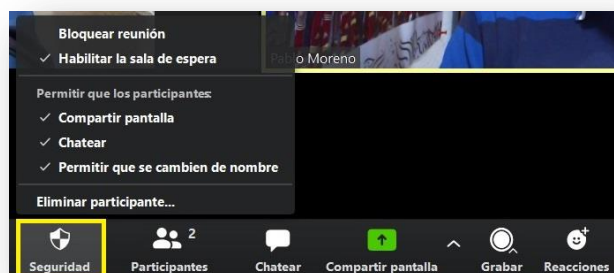 Bloquear reunión
Habilitar la sala de espera
Pablo Moreno
Permitir que los participantes:
Compartir pantalla
Chatear
Permitir que se cambien de nombre
Eliminar participante...
2
Seguridad Participantes Chatear Compartir pantalla Grabar Reacciones